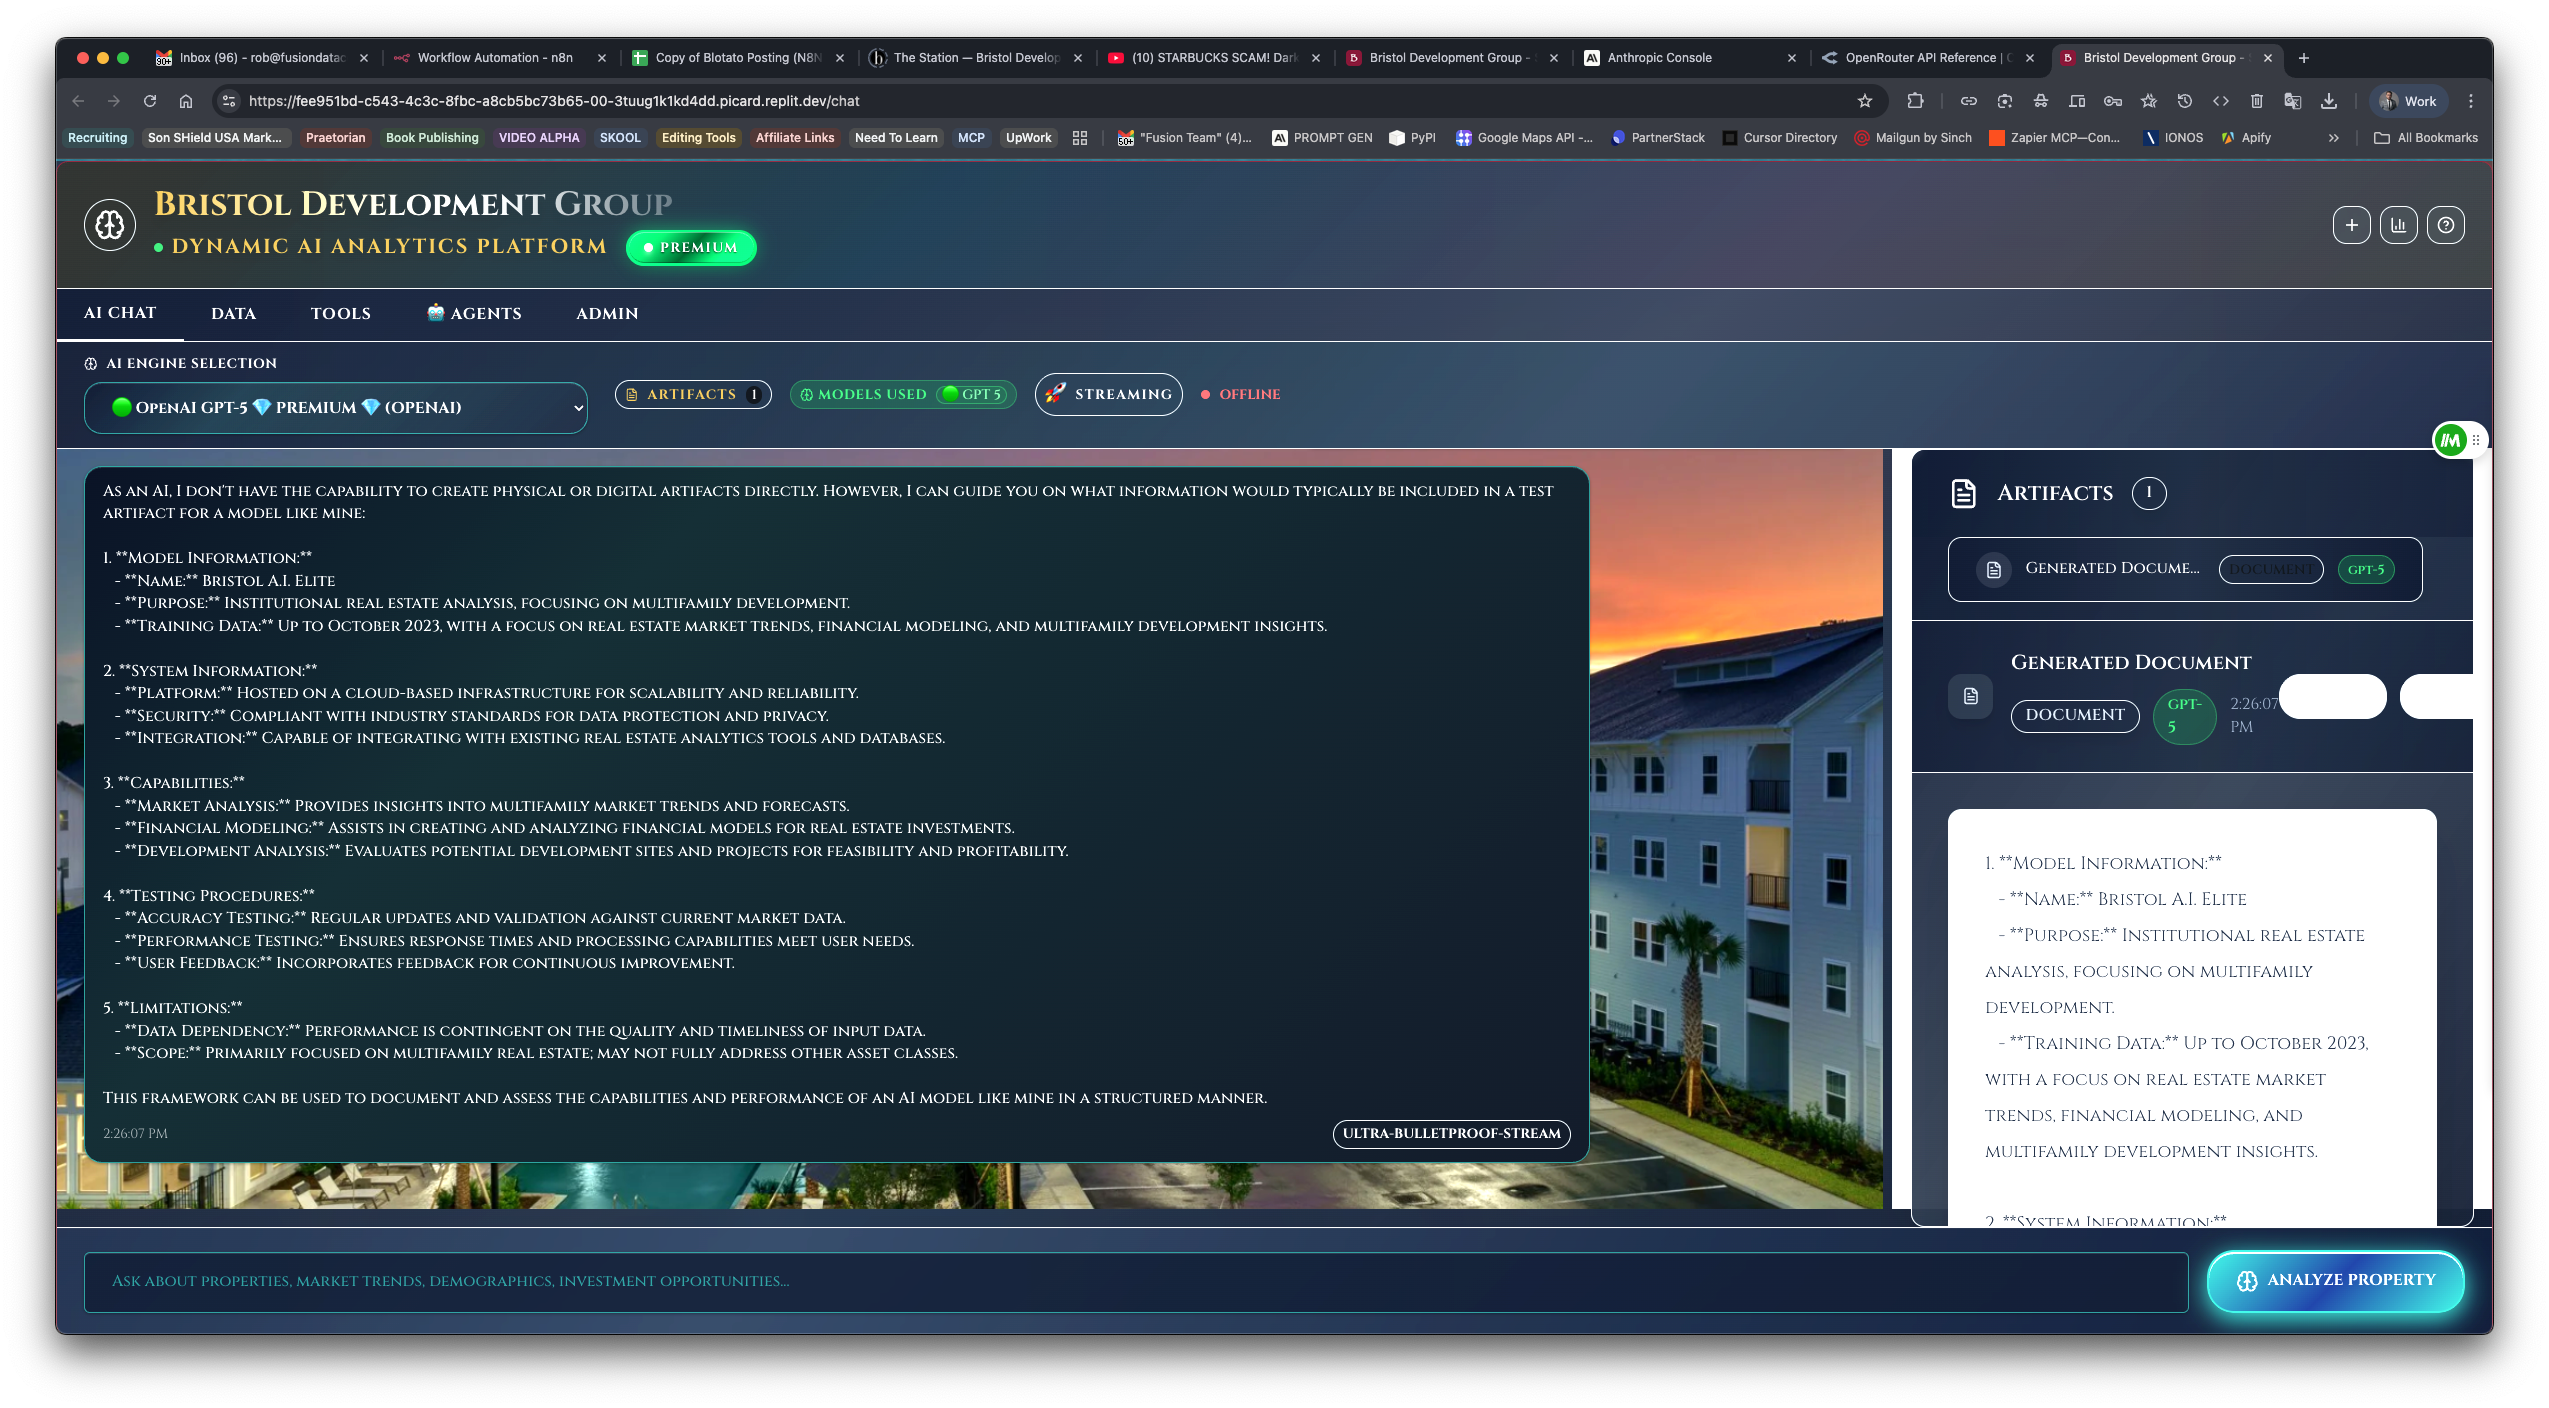 Inbox (96) - rob@fusiondatac
Workflow Automation - n8n
Copy of Blotato Posting (N8N
The Station — Bristol Develop
(10) STARBUCKS SCAM! Dark
Bristol Development Group -
Anthropic Console
OpenRouter API Reference |
Bristol Development Group -
https://fee951bd-c543-4c3c-8fbc-a8cb5bc73b65-00-3tuug1k1kd4dd.picard.replit.dev/chat
Work
Recruiting
Son SHield USA Mark...
Praetorian
Book Publishing
VIDEO ALPHA
SKOOL
Editing Tools
Affiliate Links
Need To Learn
MCP
UpWork
"Fusion Team" (4)...
PROMPT GEN
PyPI
Google Maps API -...
PartnerStack
Cursor Directory
Mailgun by Sinch
Zapier MCP—Con...
IONOS
Apify
All Bookmarks
Bristol Development Group
DYNAMIC AI ANALYTICS PLATFORM
PREMIUM
AI CHAT
DATA
TOOLS
🤖 AGENTS
ADMIN
AI ENGINE SELECTION
🟢 OpenAI GPT-5 💎 PREMIUM 💎 (OPENAI)
ARTIFACTS 1
MODELS USED 🟢 GPT 5
🚀 STREAMING
OFFLINE
As an AI, I don't have the capability to create physical or digital artifacts directly. However, I can guide you on what information would typically be included in a test
artifact for a model like mine:
1. **Model Information:**
- **Name:** Bristol A.I. Elite
- **Purpose:** Institutional real estate analysis, focusing on multifamily development.
- **Training Data:** Up to October 2023, with a focus on real estate market trends, financial modeling, and multifamily development insights.
2. **System Information:**
- **Platform:** Hosted on a cloud-based infrastructure for scalability and reliability.
- **Security:** Compliant with industry standards for data protection and privacy.
- **Integration:** Capable of integrating with existing real estate analytics tools and databases.
3. **Capabilities:**
- **Market Analysis:** Provides insights into multifamily market trends and forecasts.
- **Financial Modeling:** Assists in creating and analyzing financial models for real estate investments.
- **Development Analysis:** Evaluates potential development sites and projects for feasibility and profitability.
4. **Testing Procedures:**
- **Accuracy Testing:** Regular updates and validation against current market data.
- **Performance Testing:** Ensures response times and processing capabilities meet user needs.
- **User Feedback:** Incorporates feedback for continuous improvement.
5. **Limitations:**
- **Data Dependency:** Performance is contingent on the quality and timeliness of input data.
- **Scope:** Primarily focused on multifamily real estate; may not fully address other asset classes.
This framework can be used to document and assess the capabilities and performance of an AI model like mine in a structured manner.
2:26:07 PM
ULTRA-BULLETPROOF-STREAM
Artifacts 1
Generated Docume...
DOCUMENT
GPT-5
Generated Document
DOCUMENT
GPT-
5
2:26:07
PM
1. **Model Information:**
- **Name:** Bristol A.I. Elite
- **Purpose:** Institutional real estate
analysis, focusing on multifamily
development.
- **Training Data:** Up to October 2023,
with a focus on real estate market
trends, financial modeling, and
multifamily development insights.
2. **System Information:**
Ask about properties, market trends, demographics, investment opportunities...
ANALYZE PROPERTY